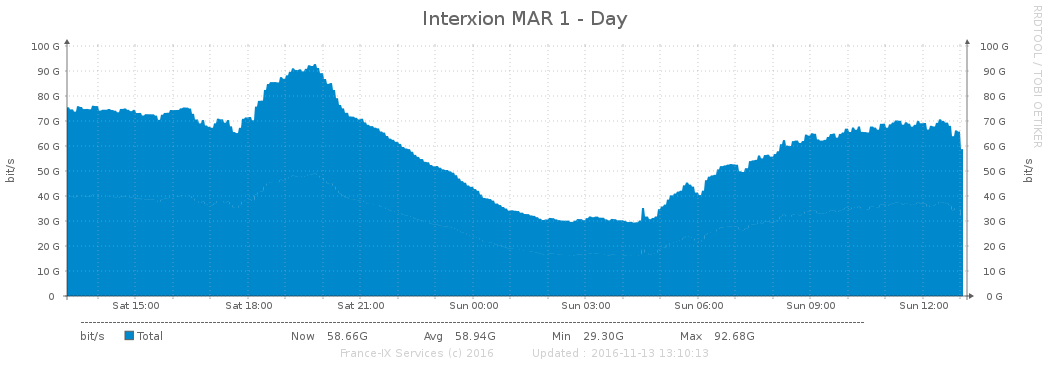 Interxion MAR 1 - Day
RRDTOOL / TOBI OETIKER
100 G 100 G
90 G 90 G
80 G 80 G
70 G 70 G
60 G 60 G
50 G 50 G
40 G 40 G
30 G 30 G
20 G 20 G
10 G 10 G
0 0 G
bit/s bit/s
Sat 15:00 Sat 18:00 Sat 21:00 Sun 00:00 Sun 03:00 Sun 06:00 Sun 09:00 Sun 12:00
bit/s Total Now 58.66G Avg 58.94G Min 29.30G Max 92.68G
France-IX Services (c) 2016 Updated : 2016-11-13 13:10:13